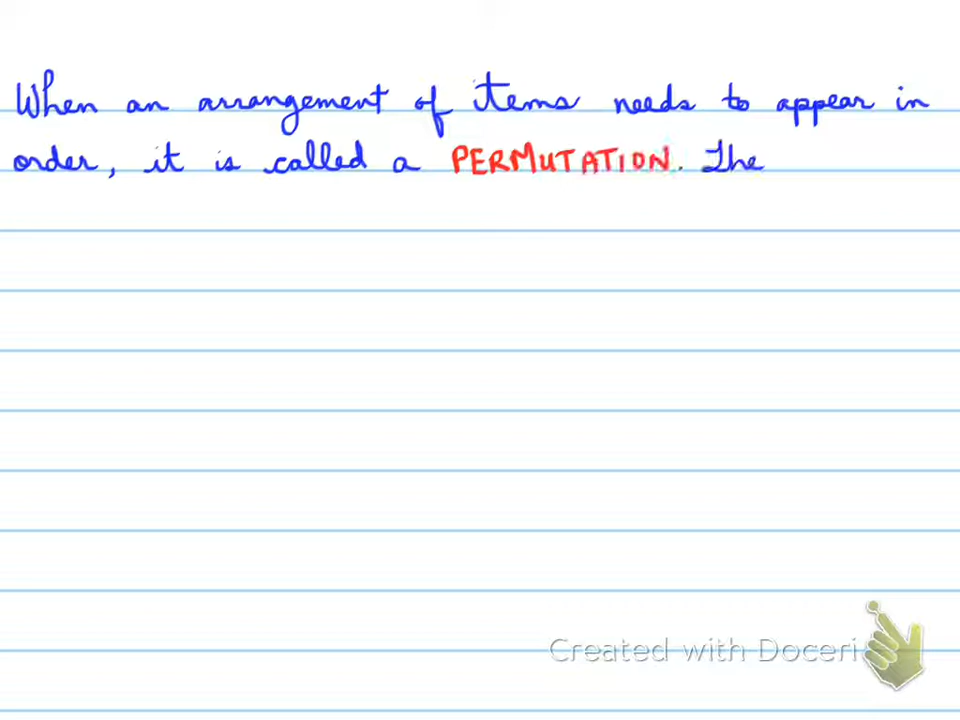 When an arrangement of items needs to appear in
order, it is called a PERMUTATION. The
Created with Doceri